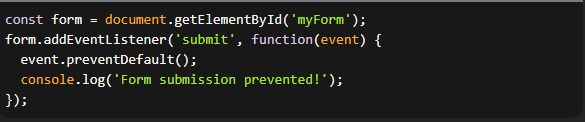 const form = document.getElementById('myForm');
form.addEventListener('submit', function(event) {
  event.preventDefault();
  console.log('Form submission prevented!');
});